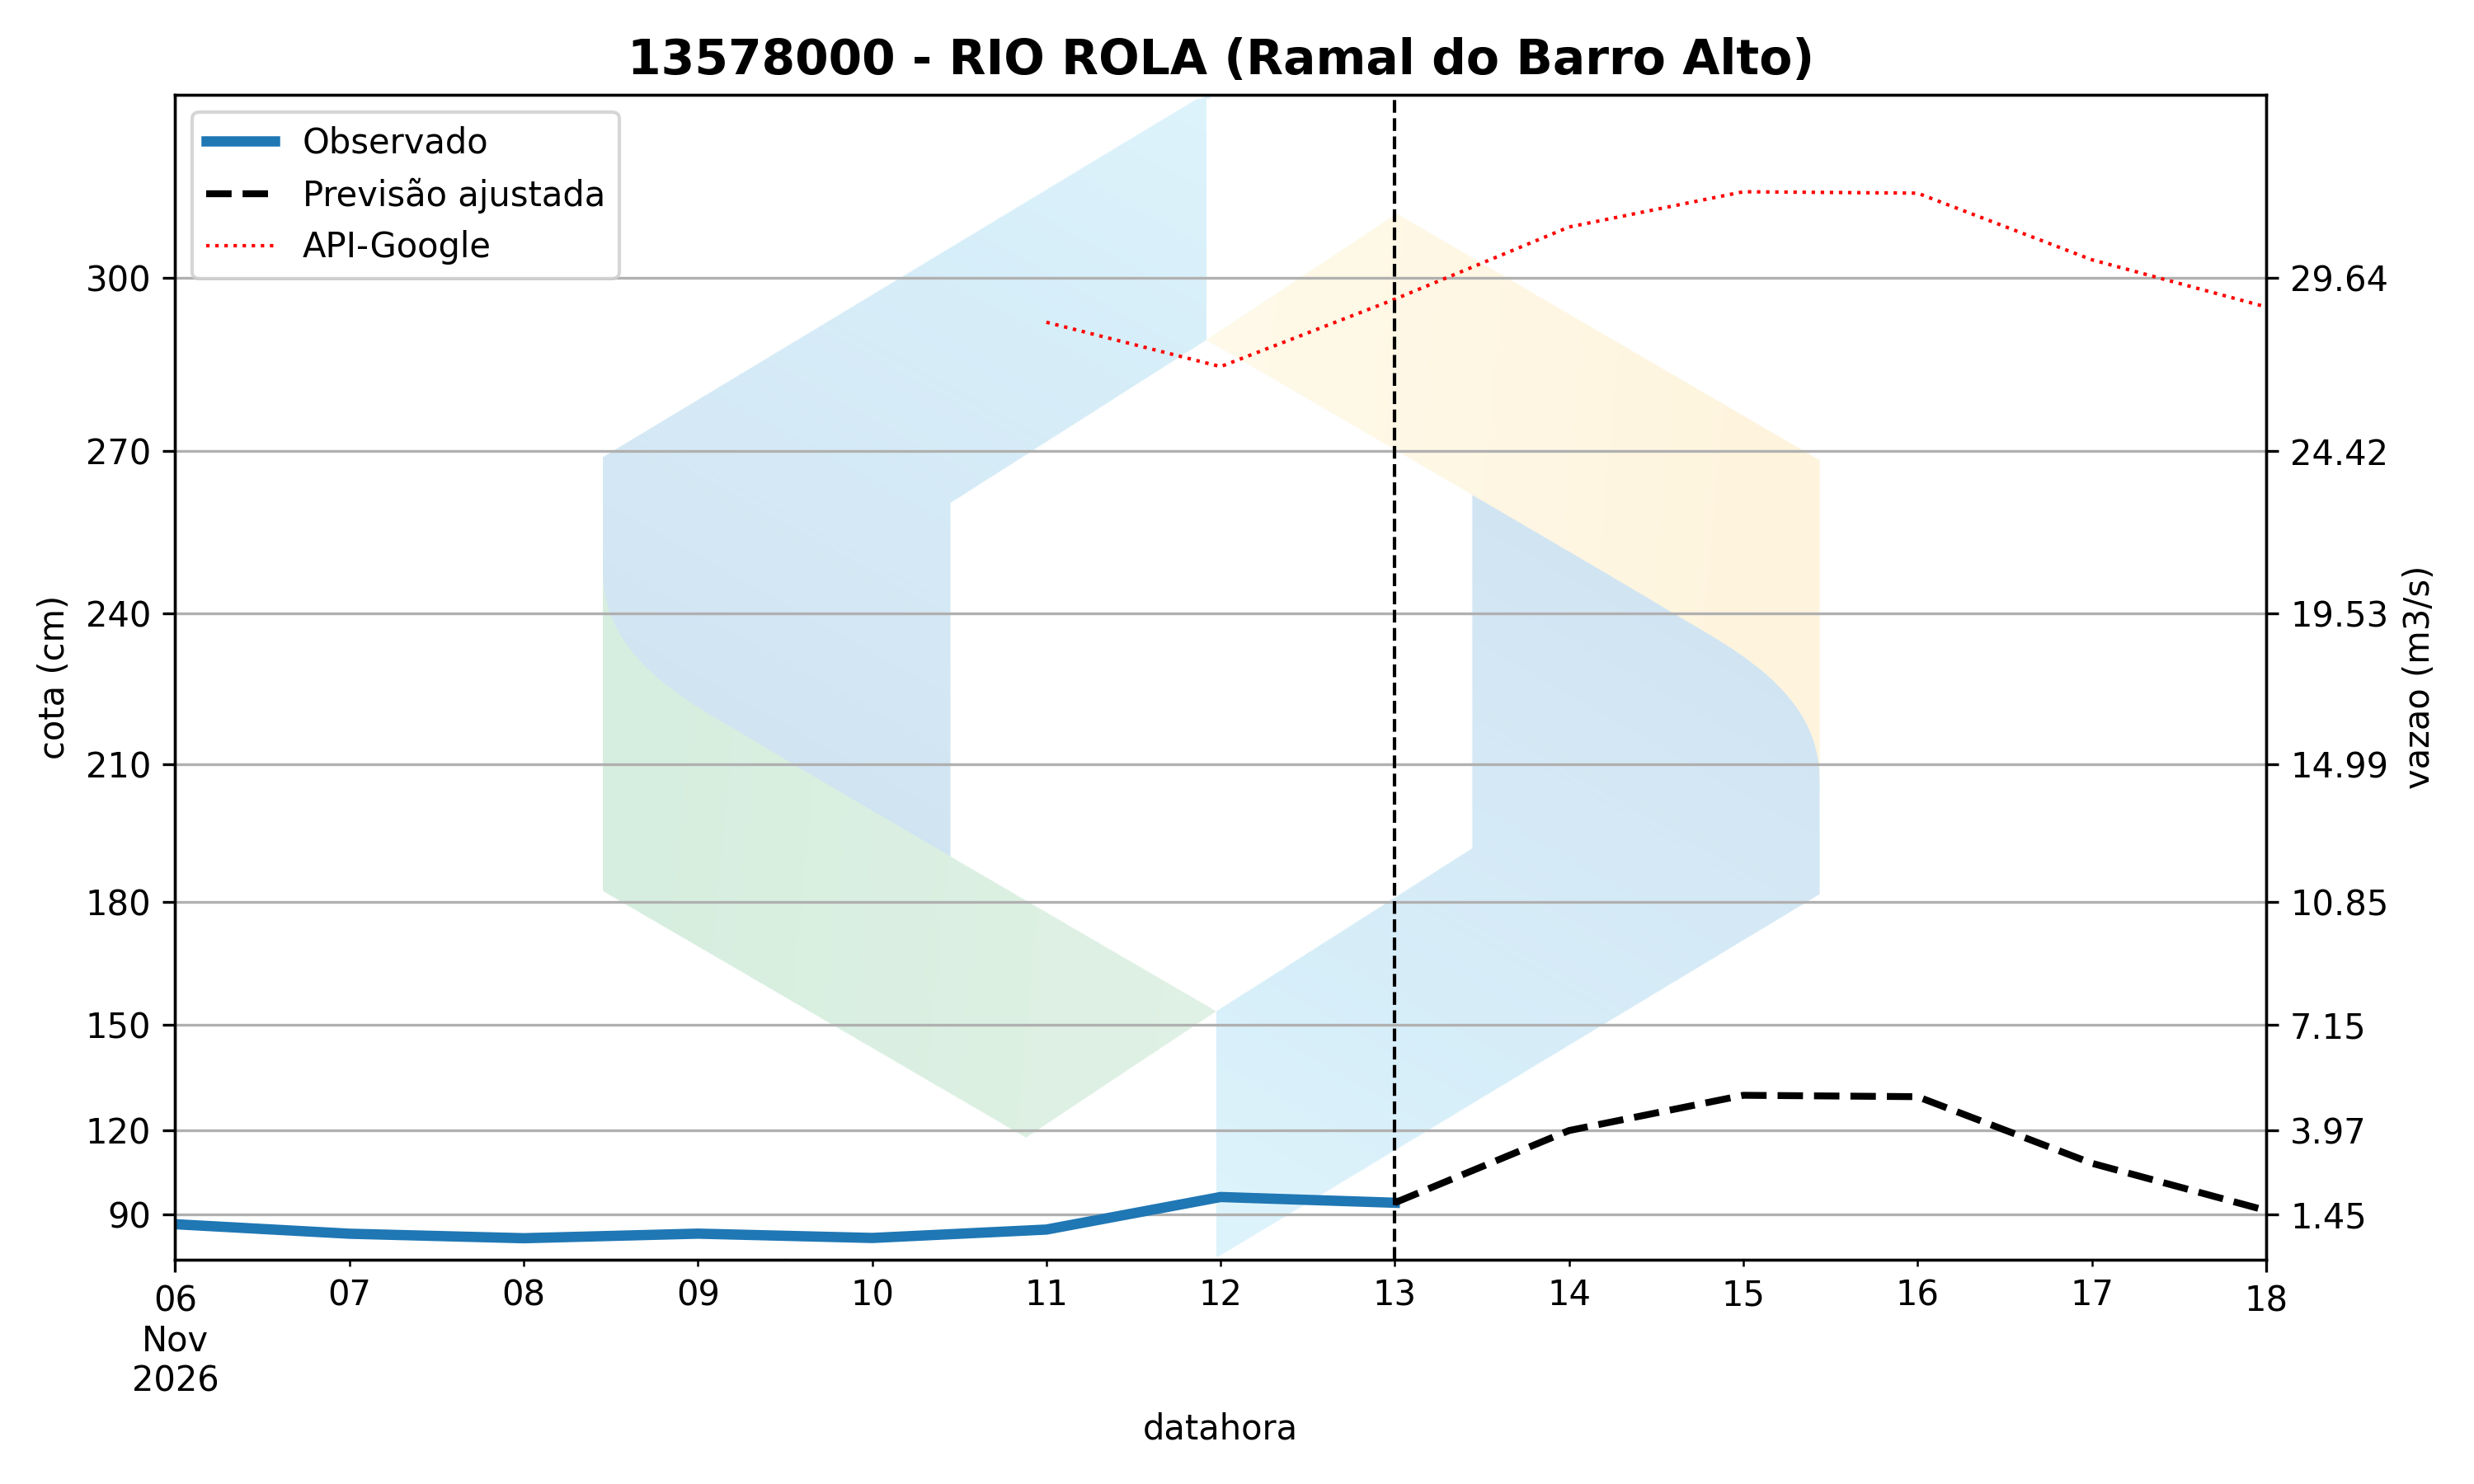 13578000 - RIO ROLA (Ramal do Barro Alto)
Observado
Previsão ajustada
API-Google
300
270
240
210
180
150
120
90
cota (cm)
29.64
24.42
19.53
14.99
10.85
7.15
3.97
1.45
vazao (m3/s)
06 07 08 09 10 11 12 13 14 15 16 17 18
Nov
2026
datahora